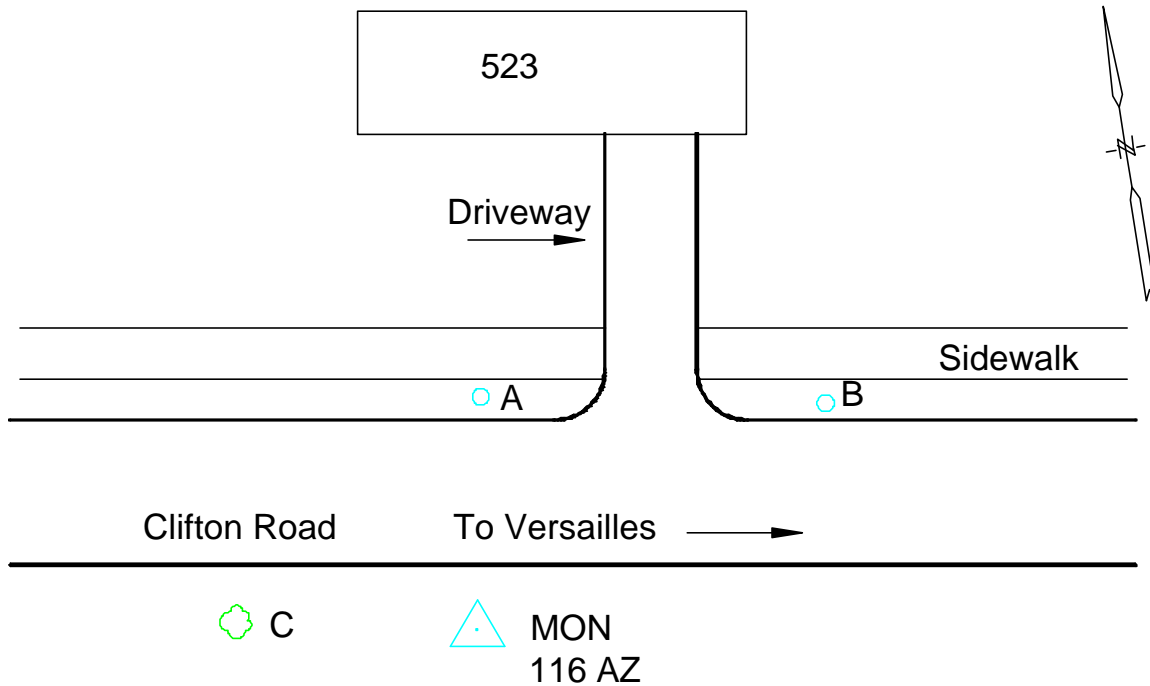 523
Driveway
Sidewalk
A
B
Clifton Road To Versailles
C
MON
116 AZ